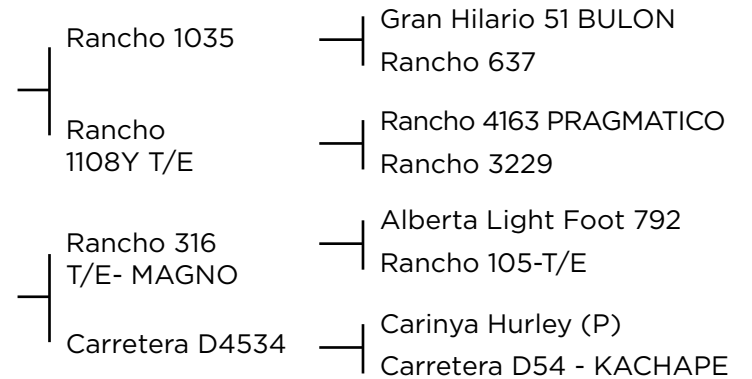 Rancho 1035
Gran Hilario 51 BULON
Rancho 637
Rancho
1108Y T/E
Rancho 4163 PRAGMATICO
Rancho 3229
Rancho 316
T/E- MAGNO
Alberta Light Foot 792
Rancho 105-T/E
Carretera D4534
Carinya Hurley (P)
Carretera D54 - KACHAPE